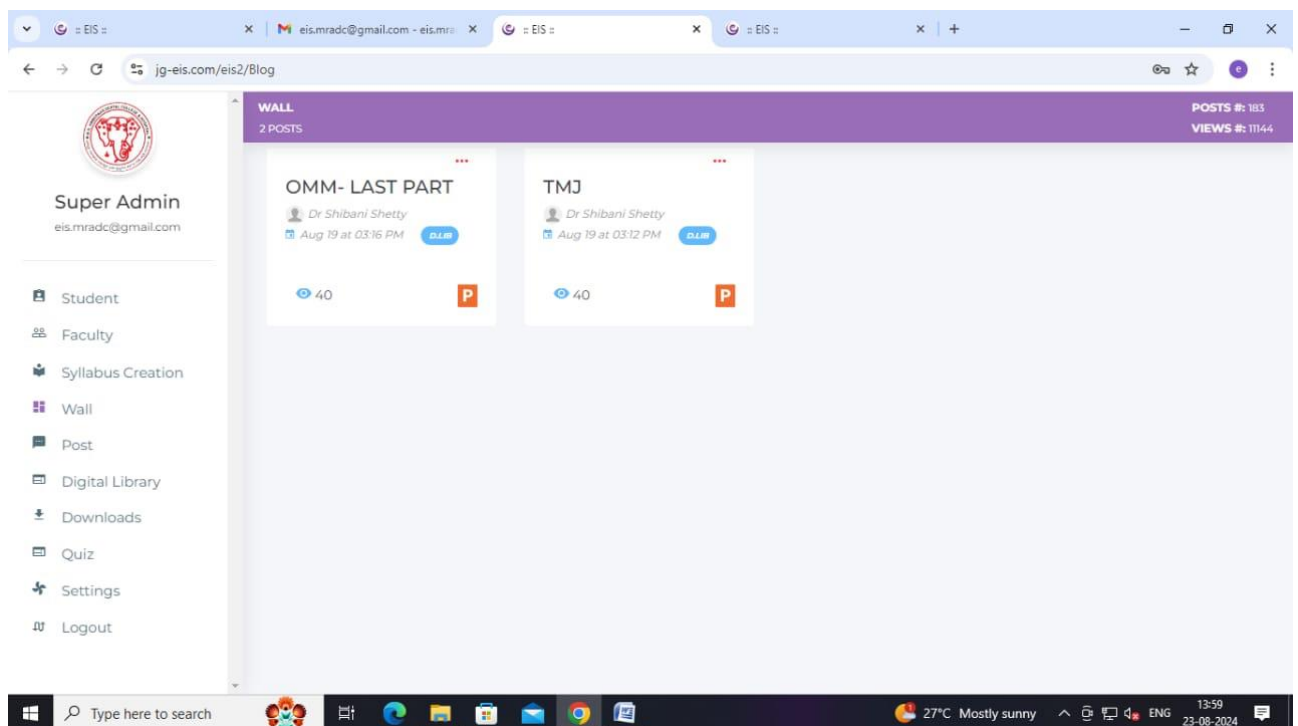 :: EIS ::
eis.mradc@gmail.com - eis.mra
:: EIS ::
:: EIS ::
jg-eis.com/eis2/Blog
e
WALL
2 POSTS
POSTS #: 183
VIEWS #: 11144
Super Admin
eis.mradc@gmail.com
Student
Faculty
Syllabus Creation
Wall
Post
Digital Library
Downloads
Quiz
Settings
Logout
OMM- LAST PART
Dr Shibani Shetty
Aug 19 at 03:16 PM D.LIB
40 P
TMJ
Dr Shibani Shetty
Aug 19 at 03:12 PM D.LIB
40 P
Type here to search
27°C Mostly sunny
ENG
13:59
23-08-2024